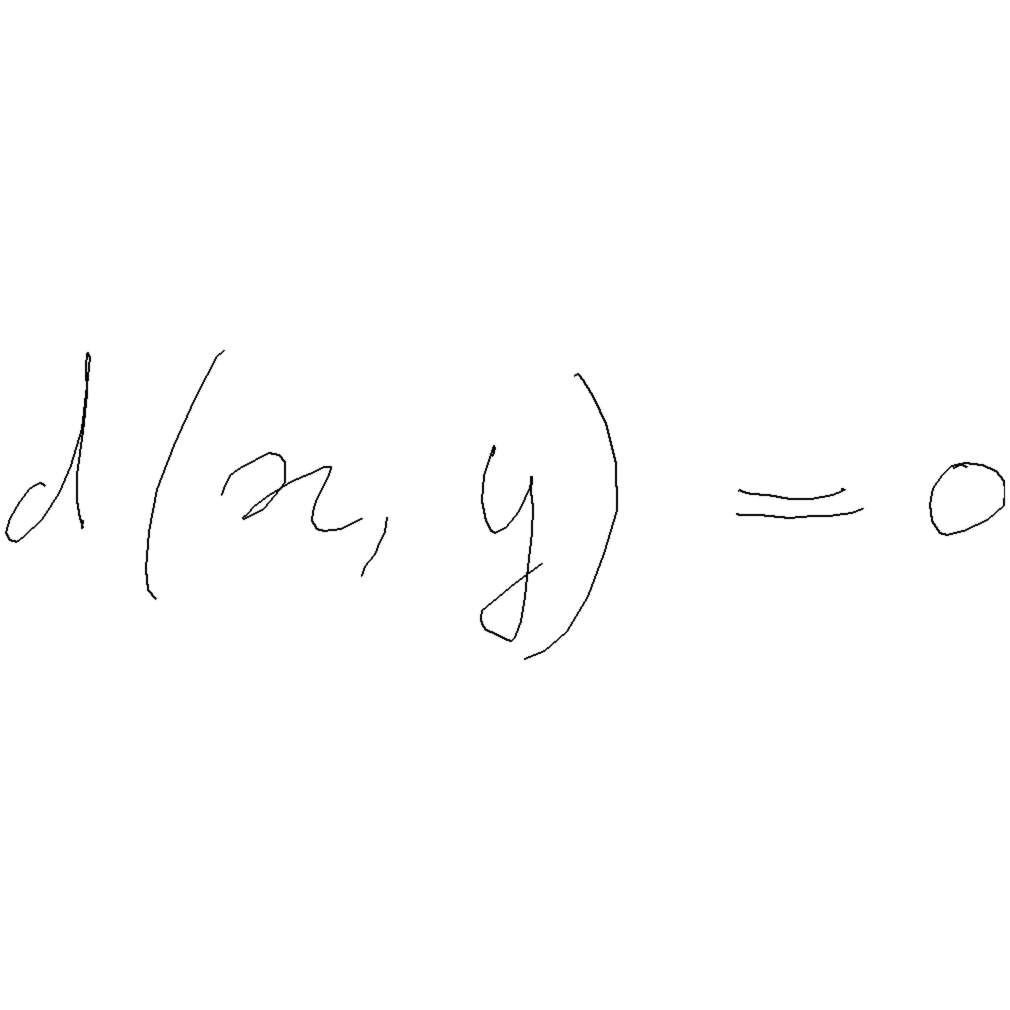 d(x, y) = 0